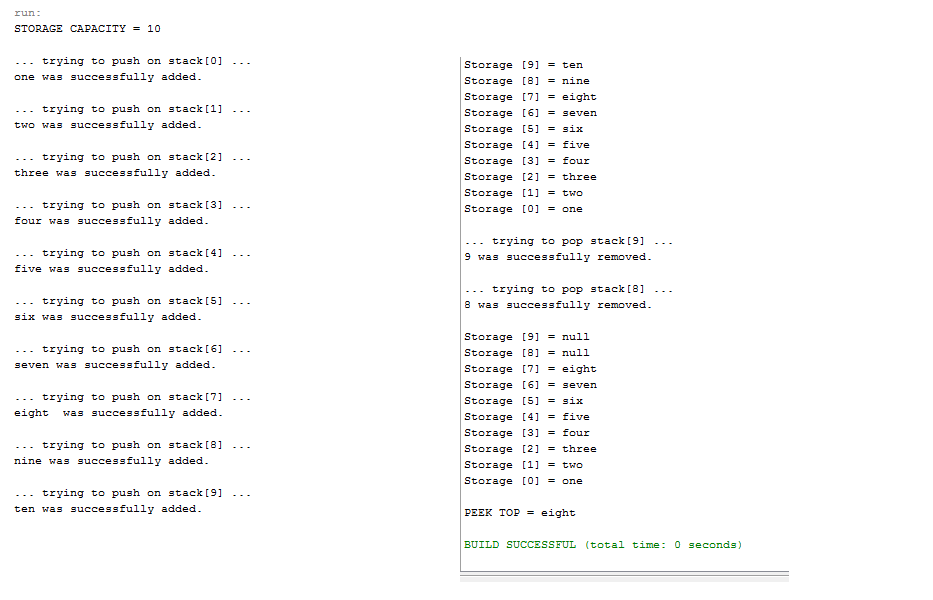 run:
STORAGE CAPACITY = 10
... trying to push on stack[0] ...
one was successfully added.
... trying to push on stack[1] ...
two was successfully added.
... trying to push on stack[2] ...
three was successfully added.
... trying to push on stack[3] ...
four was successfully added.
... trying to push on stack[4] ...
five was successfully added.
... trying to push on stack[5] ...
six was successfully added.
... trying to push on stack[6] ...
seven was successfully added.
... trying to push on stack[7] ...
eight  was successfully added.
... trying to push on stack[8] ...
nine was successfully added.
... trying to push on stack[9] ...
ten was successfully added.
Storage [9] = ten
Storage [8] = nine
Storage [7] = eight
Storage [6] = seven
Storage [5] = six
Storage [4] = five
Storage [3] = four
Storage [2] = three
Storage [1] = two
Storage [0] = one
... trying to pop stack[9] ...
9 was successfully removed.
... trying to pop stack[8] ...
8 was successfully removed.
Storage [9] = null
Storage [8] = null
Storage [7] = eight
Storage [6] = seven
Storage [5] = six
Storage [4] = five
Storage [3] = four
Storage [2] = three
Storage [1] = two
Storage [0] = one
PEEK TOP = eight
BUILD SUCCESSFUL (total time: 0 seconds)